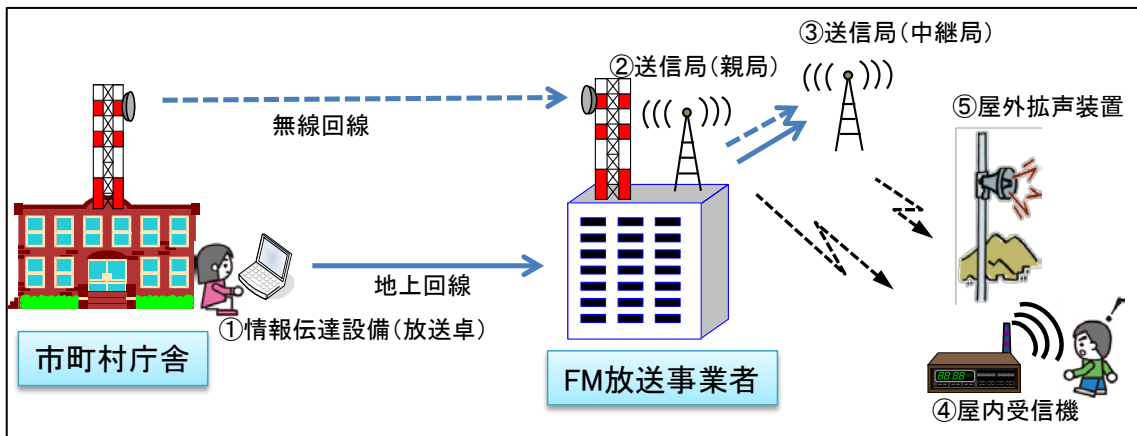 ③送信局（中継局）
②送信局（親局）
無線回線
⑤屋外拡声装置
地上回線
①情報伝達設備（放送卓）
市町村庁舎
FM放送事業者
④屋内受信機